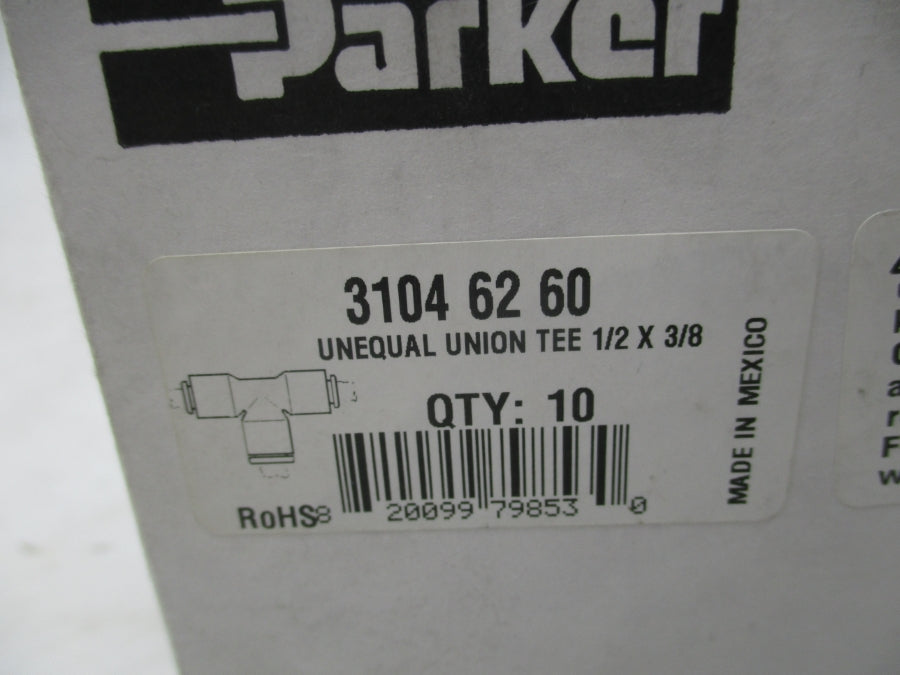 Parker
3104 62 60
UNEQUAL UNION TEE 1/2 X 3/8
QTY: 10
MADE IN MEXICO
RoHS
8 20099 79853 0